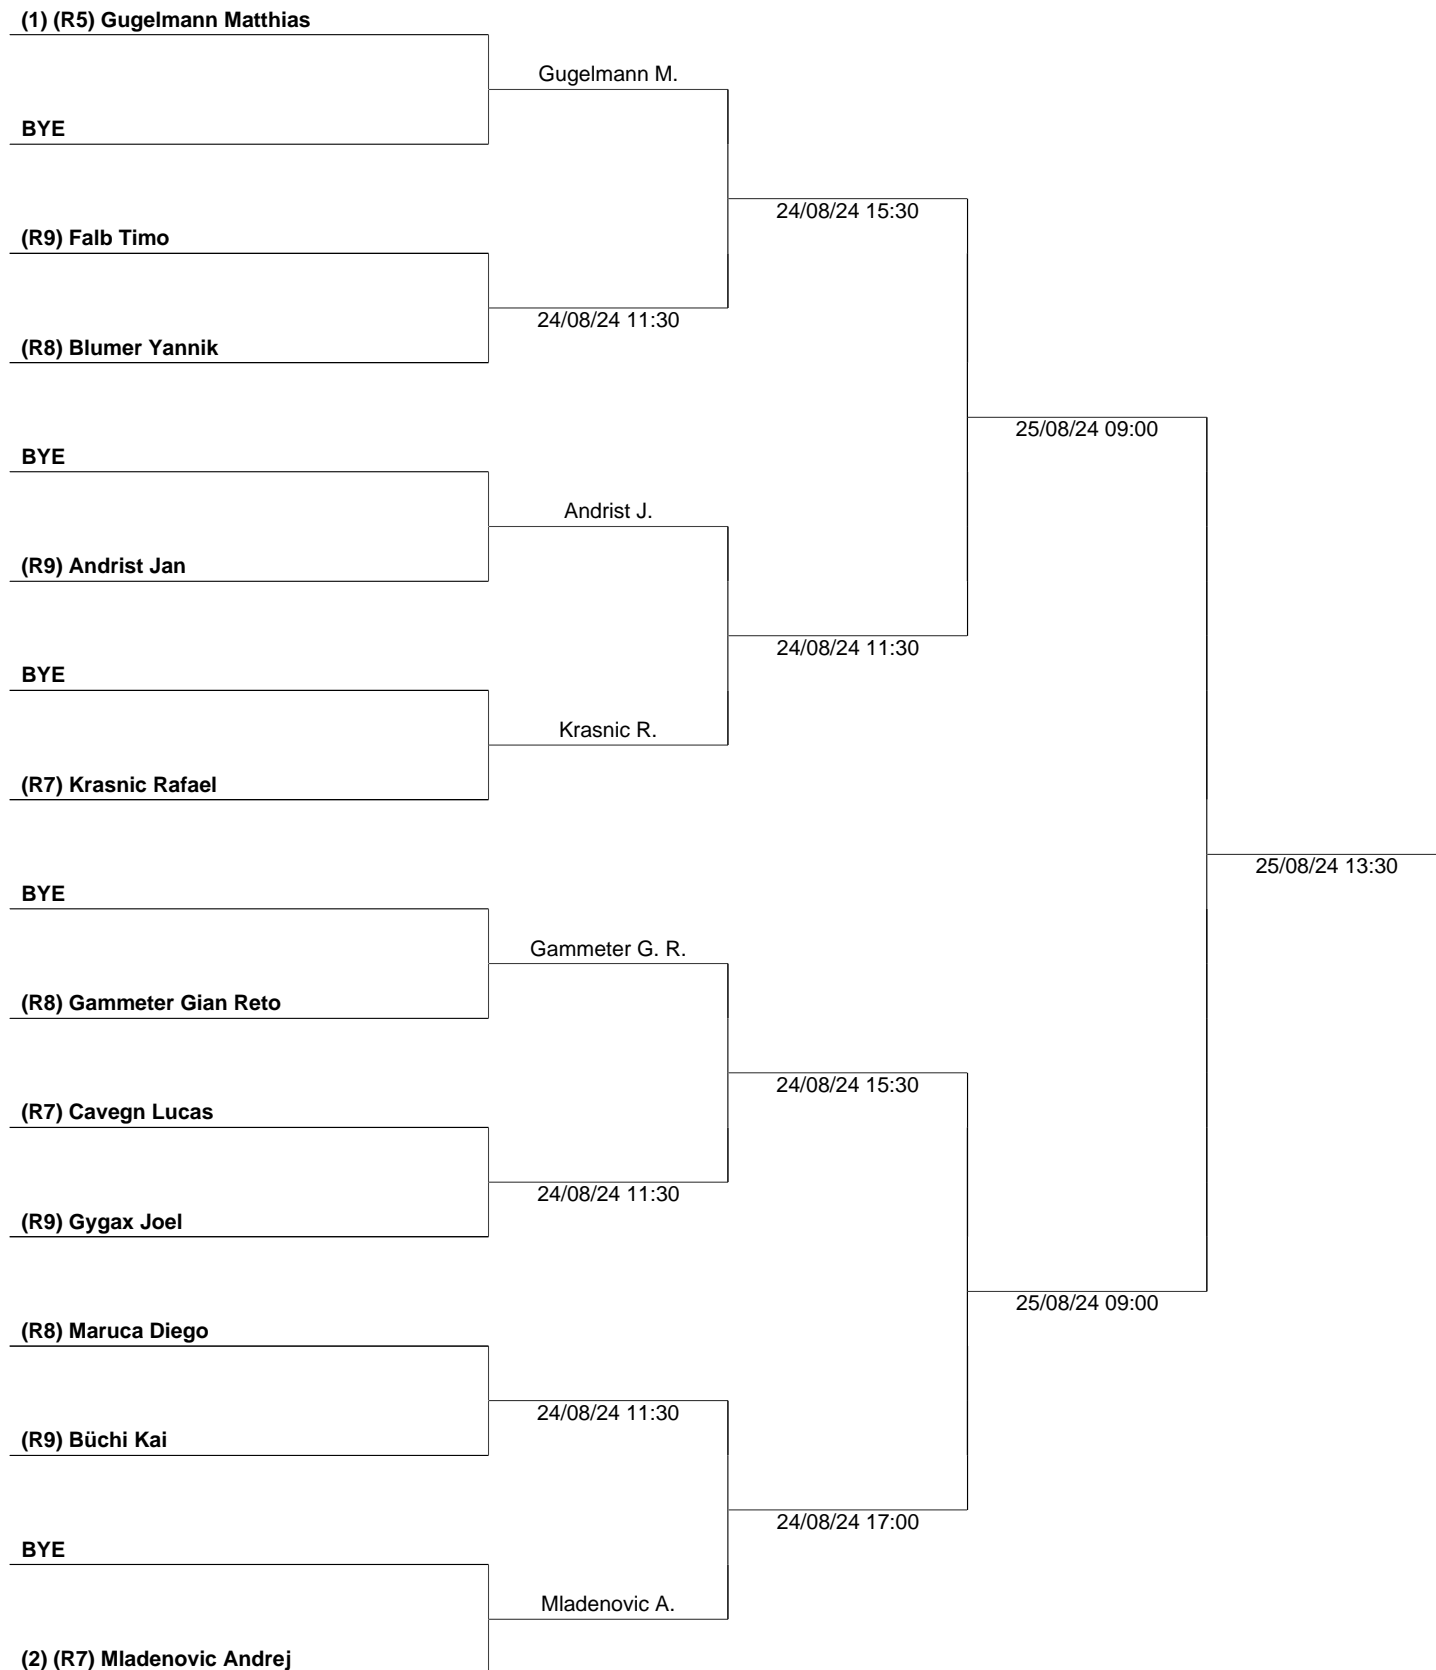 (1) (R5) Gugelmann Matthias
Gugelmann M.
BYE
24/08/24 15:30
(R9) Falb Timo
24/08/24 11:30
(R8) Blumer Yannik
25/08/24 09:00
BYE
Andrist J.
(R9) Andrist Jan
24/08/24 11:30
BYE
Krasnic R.
(R7) Krasnic Rafael
25/08/24 13:30
BYE
Gammeter G. R.
(R8) Gammeter Gian Reto
24/08/24 15:30
(R7) Cavegn Lucas
24/08/24 11:30
(R9) Gygax Joel
25/08/24 09:00
(R8) Maruca Diego
24/08/24 11:30
(R9) Büchi Kai
24/08/24 17:00
BYE
Mladenovic A.
(2) (R7) Mladenovic Andrej